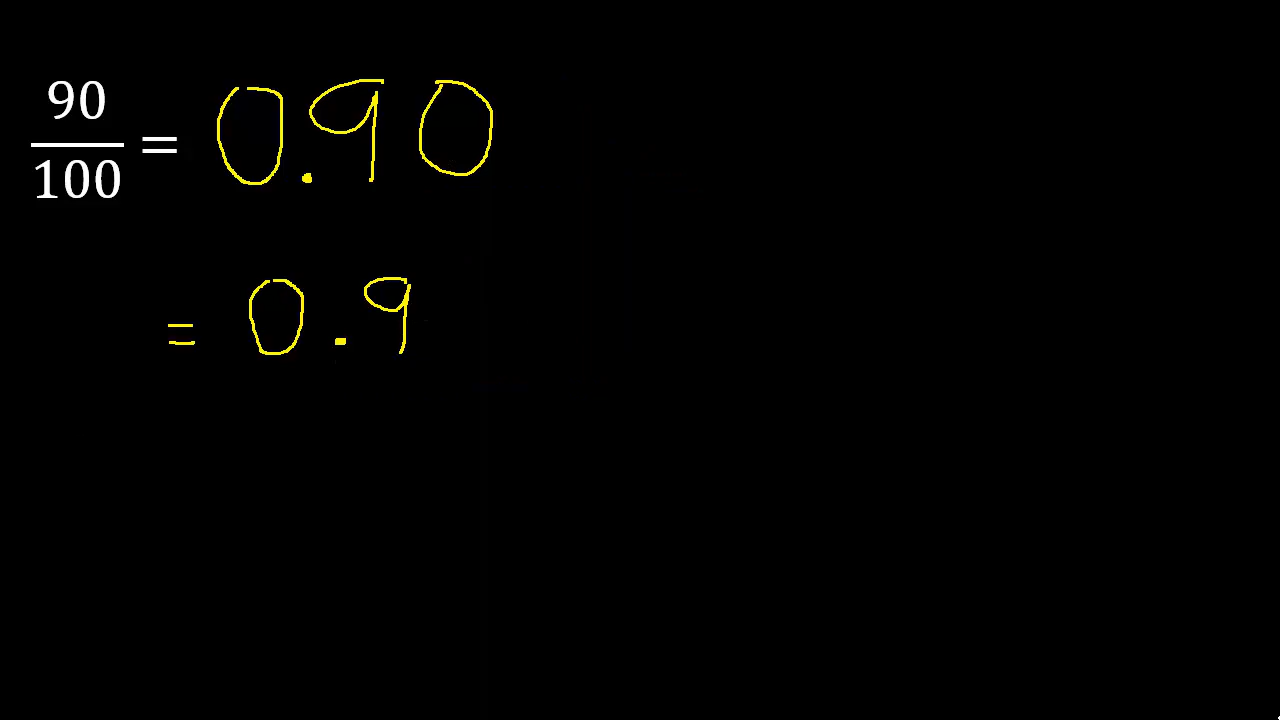 90/100 = 0.90
= 0.9